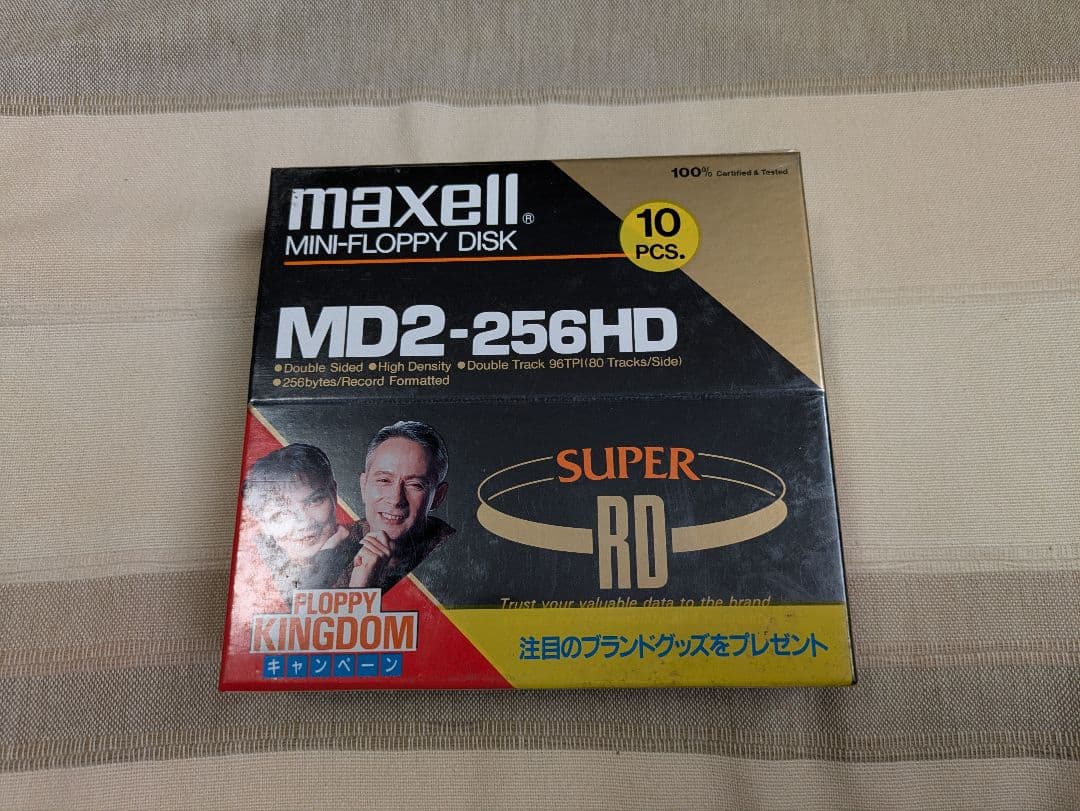 100% Certified & Tested
maxell®
MINI-FLOPPY DISK
10
PCS.
MD2-256HD
●Double Sided ●High Density ●Double Track 96TPI(80 Tracks/Side)
●256bytes/Record Formatted
SUPER
RD
Trust your valuable data to the brand
FLOPPY
KINGDOM
キャンペーン
注目のブランドグッズをプレゼント